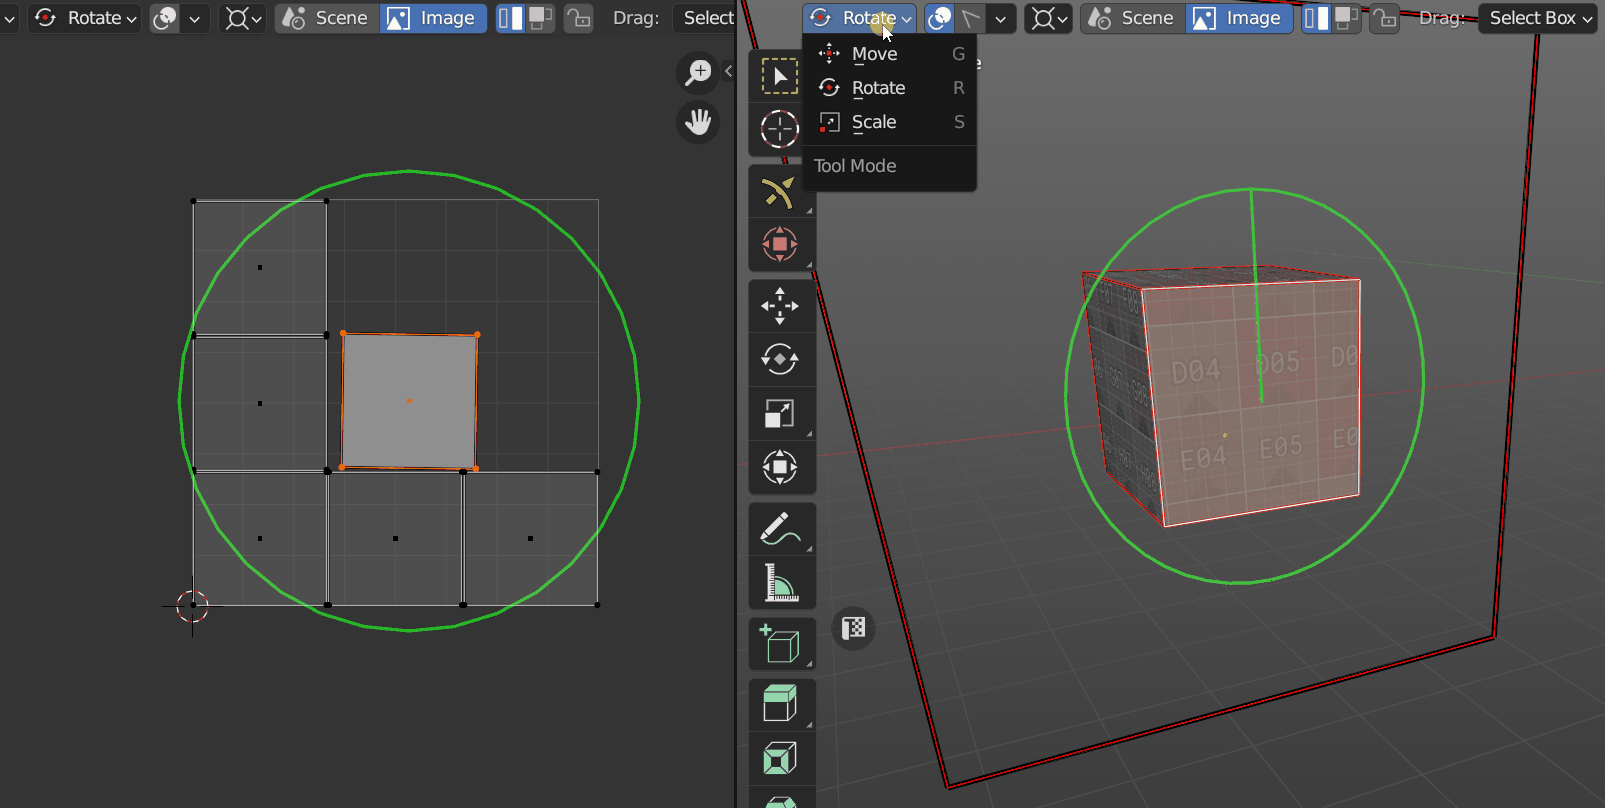 Rotate Scene Image Drag: Select
Rotate Scene Image Drag: Select Box
Move G
Rotate R
Scale S
Tool Mode
D04 D05 D0
E04 E05 E0